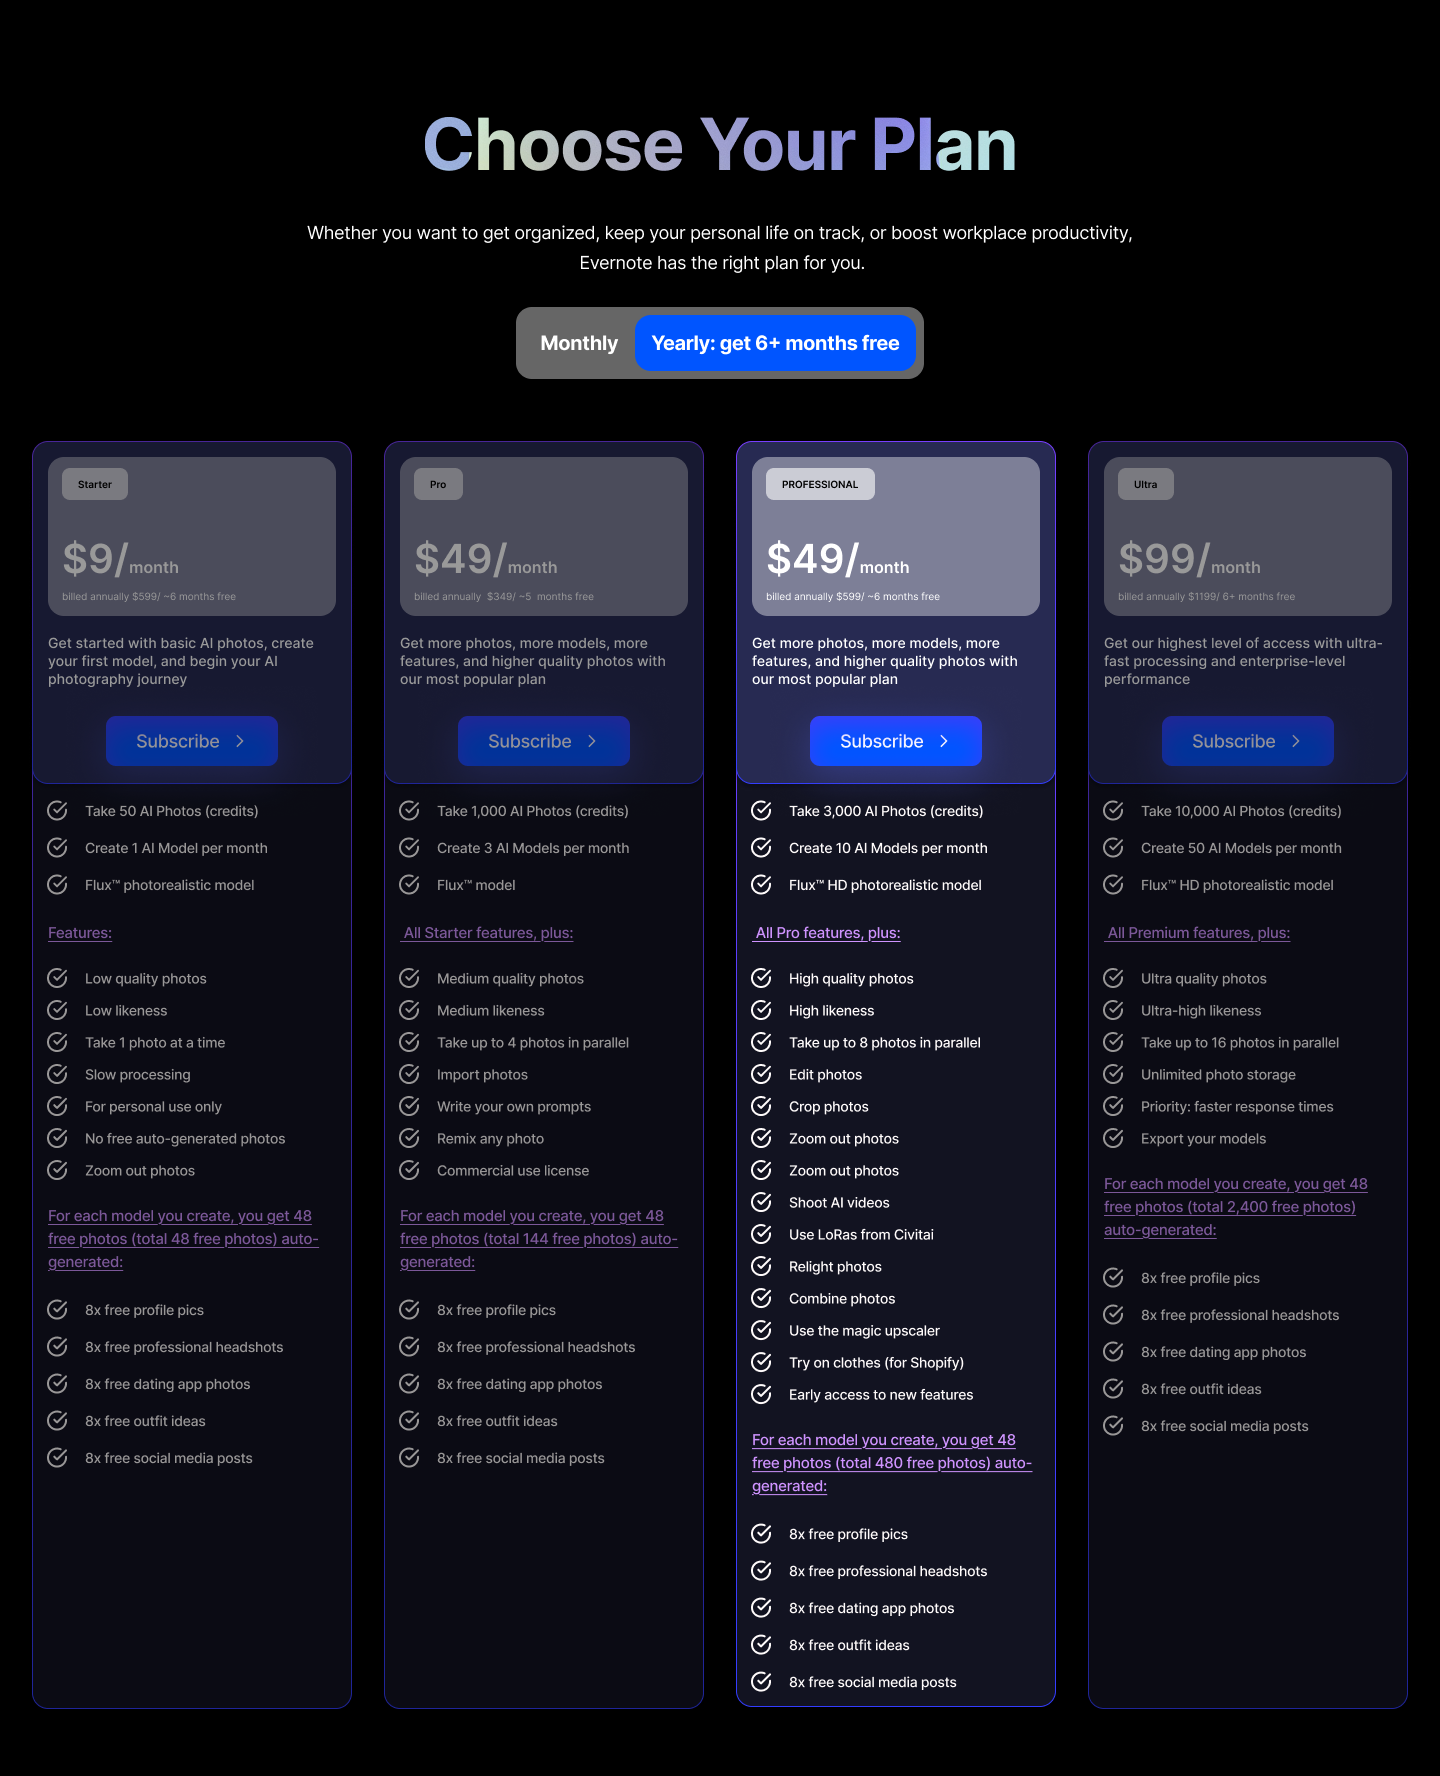 Choose Your Plan
Whether you want to get organized, keep your personal life on track, or boost workplace productivity,
Evernote has the right plan for you.
Monthly
Yearly: get 6+ months free
Starter
$9/month
billed annually $599/ ~6 months free
Get started with basic AI photos, create
your first model, and begin your AI
photography journey
Subscribe
Take 50 AI Photos (credits)
Create 1 AI Model per month
Flux™ photorealistic model
Features:
Low quality photos
Low likeness
Take 1 photo at a time
Slow processing
For personal use only
No free auto-generated photos
Zoom out photos
For each model you create, you get 48
free photos (total 48 free photos) auto-
generated:
8x free profile pics
8x free professional headshots
8x free dating app photos
8x free outfit ideas
8x free social media posts
Pro
$49/month
billed annually  $349/ ~5  months free
Get more photos, more models, more
features, and higher quality photos with
our most popular plan
Subscribe
Take 1,000 AI Photos (credits)
Create 3 AI Models per month
Flux™ model
All Starter features, plus:
Medium quality photos
Medium likeness
Take up to 4 photos in parallel
Import photos
Write your own prompts
Remix any photo
Commercial use license
For each model you create, you get 48
free photos (total 144 free photos) auto-
generated:
8x free profile pics
8x free professional headshots
8x free dating app photos
8x free outfit ideas
8x free social media posts
PROFESSIONAL
$49/month
billed annually $599/ ~6 months free
Get more photos, more models, more
features, and higher quality photos with
our most popular plan
Subscribe
Take 3,000 AI Photos (credits)
Create 10 AI Models per month
Flux™ HD photorealistic model
All Pro features, plus:
High quality photos
High likeness
Take up to 8 photos in parallel
Edit photos
Crop photos
Zoom out photos
Zoom out photos
Shoot AI videos
Use LoRas from Civitai
Relight photos
Combine photos
Use the magic upscaler
Try on clothes (for Shopify)
Early access to new features
For each model you create, you get 48
free photos (total 480 free photos) auto-
generated:
8x free profile pics
8x free professional headshots
8x free dating app photos
8x free outfit ideas
8x free social media posts
Ultra
$99/month
billed annually $1199/ 6+ months free
Get our highest level of access with ultra-
fast processing and enterprise-level
performance
Subscribe
Take 10,000 AI Photos (credits)
Create 50 AI Models per month
Flux™ HD photorealistic model
All Premium features, plus:
Ultra quality photos
Ultra-high likeness
Take up to 16 photos in parallel
Unlimited photo storage
Priority: faster response times
Export your models
For each model you create, you get 48
free photos (total 2,400 free photos)
auto-generated:
8x free profile pics
8x free professional headshots
8x free dating app photos
8x free outfit ideas
8x free social media posts